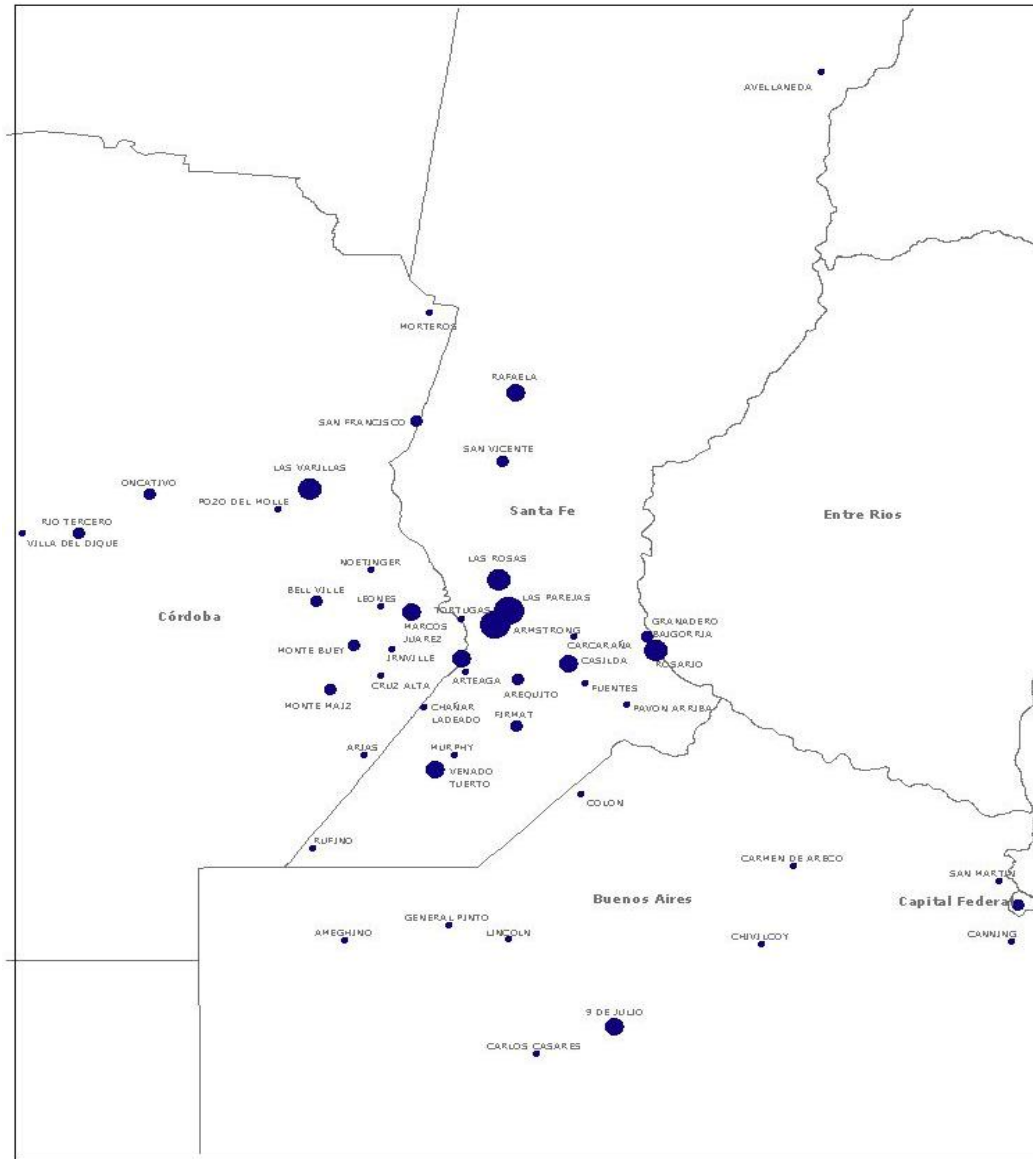 AVELLANEDA
MORTEROS
RAFAELA
SAN FRANCISCO
SAN VICENTE
LAS VARILLAS
ONCATIVO
POZO DEL MOLLE
Santa Fe
Entre Rios
RIO TERCERO
VILLA DEL DIQUE
NOETINGER
LAS ROSAS
BELL VILLE
LEONES
LAS PAREJAS
TORTUGAS
Córdoba
MARCOS
JUAREZ
ARMSTRONG
GRANADERO
BAIGORRIA
CARCARAÑA
MONTE BUEY
IRNVILLE
CASILDA
ROSARIO
CRUZ ALTA
ARTEAGA
AREQUITO
FUENTES
MONTE MAIZ
CHAÑAR
LADEADO
PAVON ARRIBA
FIRMAT
ARIAS
MURPHY
VENADO
TUERTO
COLON
RUFINO
CARMEN DE ARECO
SAN MARTIN
Buenos Aires
Capital Federal
GENERAL PINTO
AMEGHINO
LINCOLN
CHIVILCOY
CANNING
9 DE JULIO
CARLOS CASARES